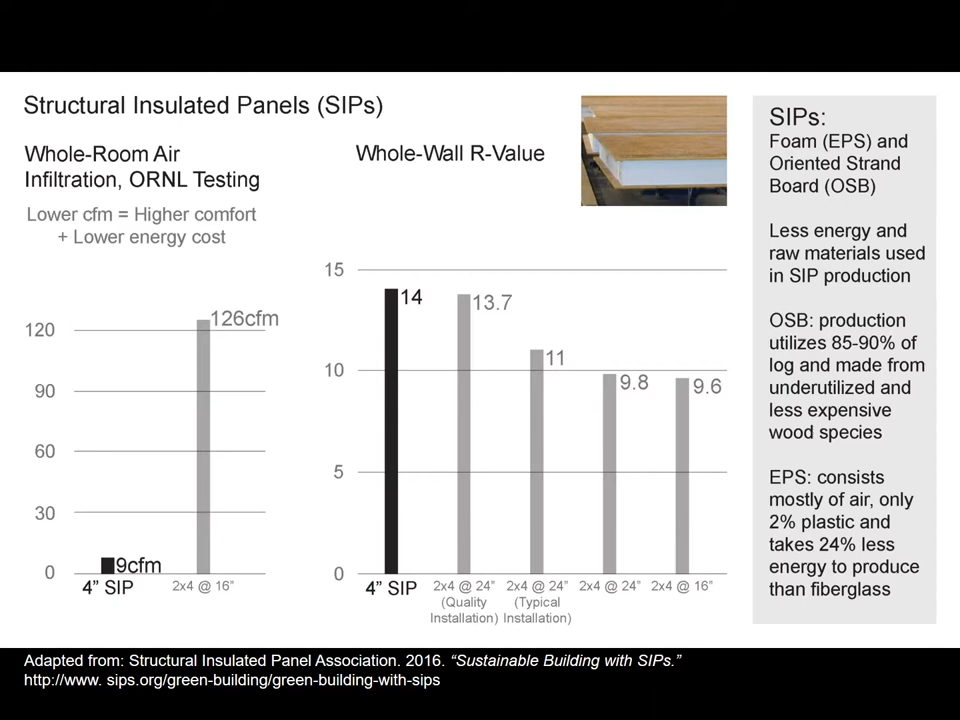 Structural Insulated Panels (SIPs)
Whole-Room Air
Infiltration, ORNL Testing
Lower cfm = Higher comfort
+ Lower energy cost
120
90
60
30
0
126cfm
9cfm
4” SIP
2x4 @ 16”
Whole-Wall R-Value
15
10
5
0
14
13.7
11
9.8
9.6
4” SIP
2x4 @ 24”
(Quality
Installation)
2x4 @ 24”
(Typical
Installation)
2x4 @ 24”
2x4 @ 16”
SIPs:
Foam (EPS) and
Oriented Strand
Board (OSB)
Less energy and
raw materials used
in SIP production
OSB: production
utilizes 85-90% of
log and made from
underutilized and
less expensive
wood species
EPS: consists
mostly of air, only
2% plastic and
takes 24% less
energy to produce
than fiberglass
Adapted from: Structural Insulated Panel Association. 2016. “Sustainable Building with SIPs.”
http://www. sips.org/green-building/green-building-with-sips